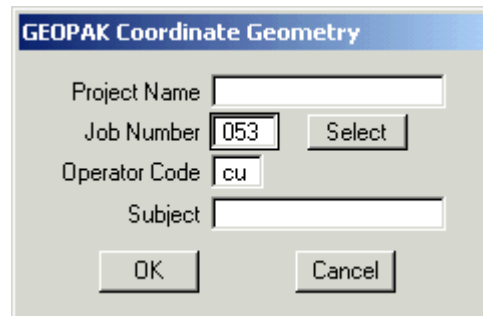 GEOPAK Coordinate Geometry
Project Name
Job Number 053 Select
Operator Code cu
Subject
OK Cancel